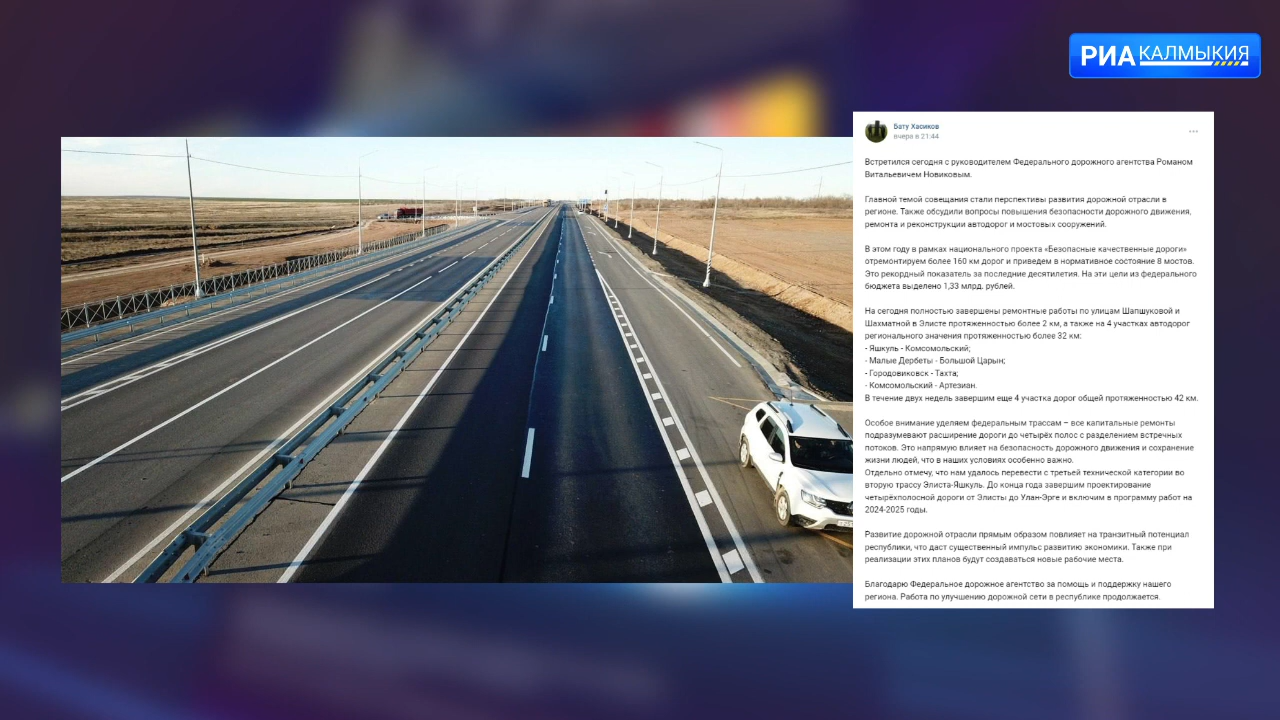 РИА КАЛМЫКИЯ
Бату Хасиков
вчера в 21:44
Встретился сегодня с руководителем Федерального дорожного агентства Романом
Витальевичем Новиковым.
Главной темой совещания стали перспективы развития дорожной отрасли в
регионе. Также обсудили вопросы повышения безопасности дорожного движения,
ремонта и реконструкции автодорог и мостовых сооружений.
В этом году в рамках национального проекта «Безопасные качественные дороги»
отремонтируем более 160 км дорог и приведем в нормативное состояние 8 мостов.
Это рекордный показатель за последние десятилетия. На эти цели из федерального
бюджета выделено 1,33 млрд. рублей.
На сегодня полностью завершены ремонтные работы по улицам Шапшуковой и
Шахматной в Элисте протяженностью более 2 км, а также на 4 участках автодорог
регионального значения протяженностью более 32 км:
- Яшкуль - Комсомольский;
- Малые Дербеты - Большой Царын;
- Городовиковск - Тахта;
- Комсомольский - Артезиан.
В течение двух недель завершим еще 4 участка дорог общей протяженностью 42 км.
Особое внимание уделяем федеральным трассам – все капитальные ремонты
подразумевают расширение дороги до четырёх полос с разделением встречных
потоков. Это напрямую влияет на безопасность дорожного движения и сохранение
жизни людей, что в наших условиях особенно важно.
Отдельно отмечу, что нам удалось перевести с третьей технической категории во
вторую трассу Элиста-Яшкуль. До конца года завершим проектирование
четырёхполосной дороги от Элисты до Улан-Эрге и включим в программу работ на
2024-2025 годы.
Развитие дорожной отрасли прямым образом повлияет на транзитный потенциал
республики, что даст существенный импульс развитию экономики. Также при
реализации этих планов будут создаваться новые рабочие места.
Благодарю Федеральное дорожное агентство за помощь и поддержку нашего
региона. Работа по улучшению дорожной сети в республике продолжается.